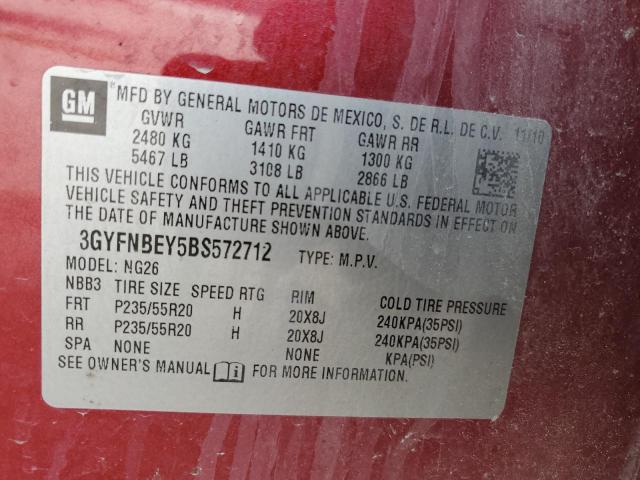 GM
*MFD BY GENERAL MOTORS DE MEXICO, S. DE R.L. DE C.V. 11/10
GVWR GAWR FRT GAWR RR
2480 KG 1410 KG 1300 KG
5467 LB 3108 LB 2866 LB
THIS VEHICLE CONFORMS TO ALL APPLICABLE U.S. FEDERAL MOTOR
VEHICLE SAFETY AND THEFT PREVENTION STANDARDS IN EFFECT ON
THE DATE OF MANUFACTURE SHOWN ABOVE.
3GYFNBEY5BS572712 TYPE: M.P.V.
MODEL: NG26
NBB3 TIRE SIZE SPEED RTG RIM COLD TIRE PRESSURE
FRT P235/55R20 H 20X8J 240KPA(35PSI)
RR P235/55R20 H 20X8J 240KPA(35PSI)
SPA NONE NONE KPA(PSI)
SEE OWNER'S MANUAL i FOR MORE INFORMATION.